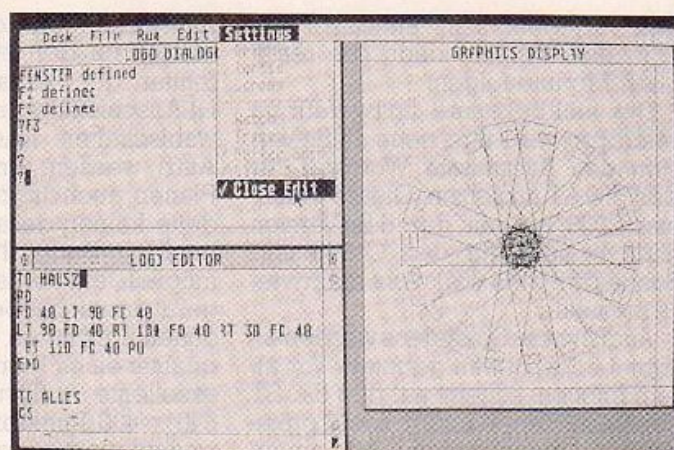 Desk File Run Edit Settings
LOGO DIALOG
FENSTER defined
F2 defined
defined
?F3
?
?
?
✓ Close Edit
GRAPHICS DISPLAY
LOGO EDITOR
TO HAUS2
PD
FD 40 LT 90 FD 40
LT 90 FD 40 RT 180 FD 40 RT 30 FD 40
RT 120 FD 40 PU
END
TO ALLES
CS